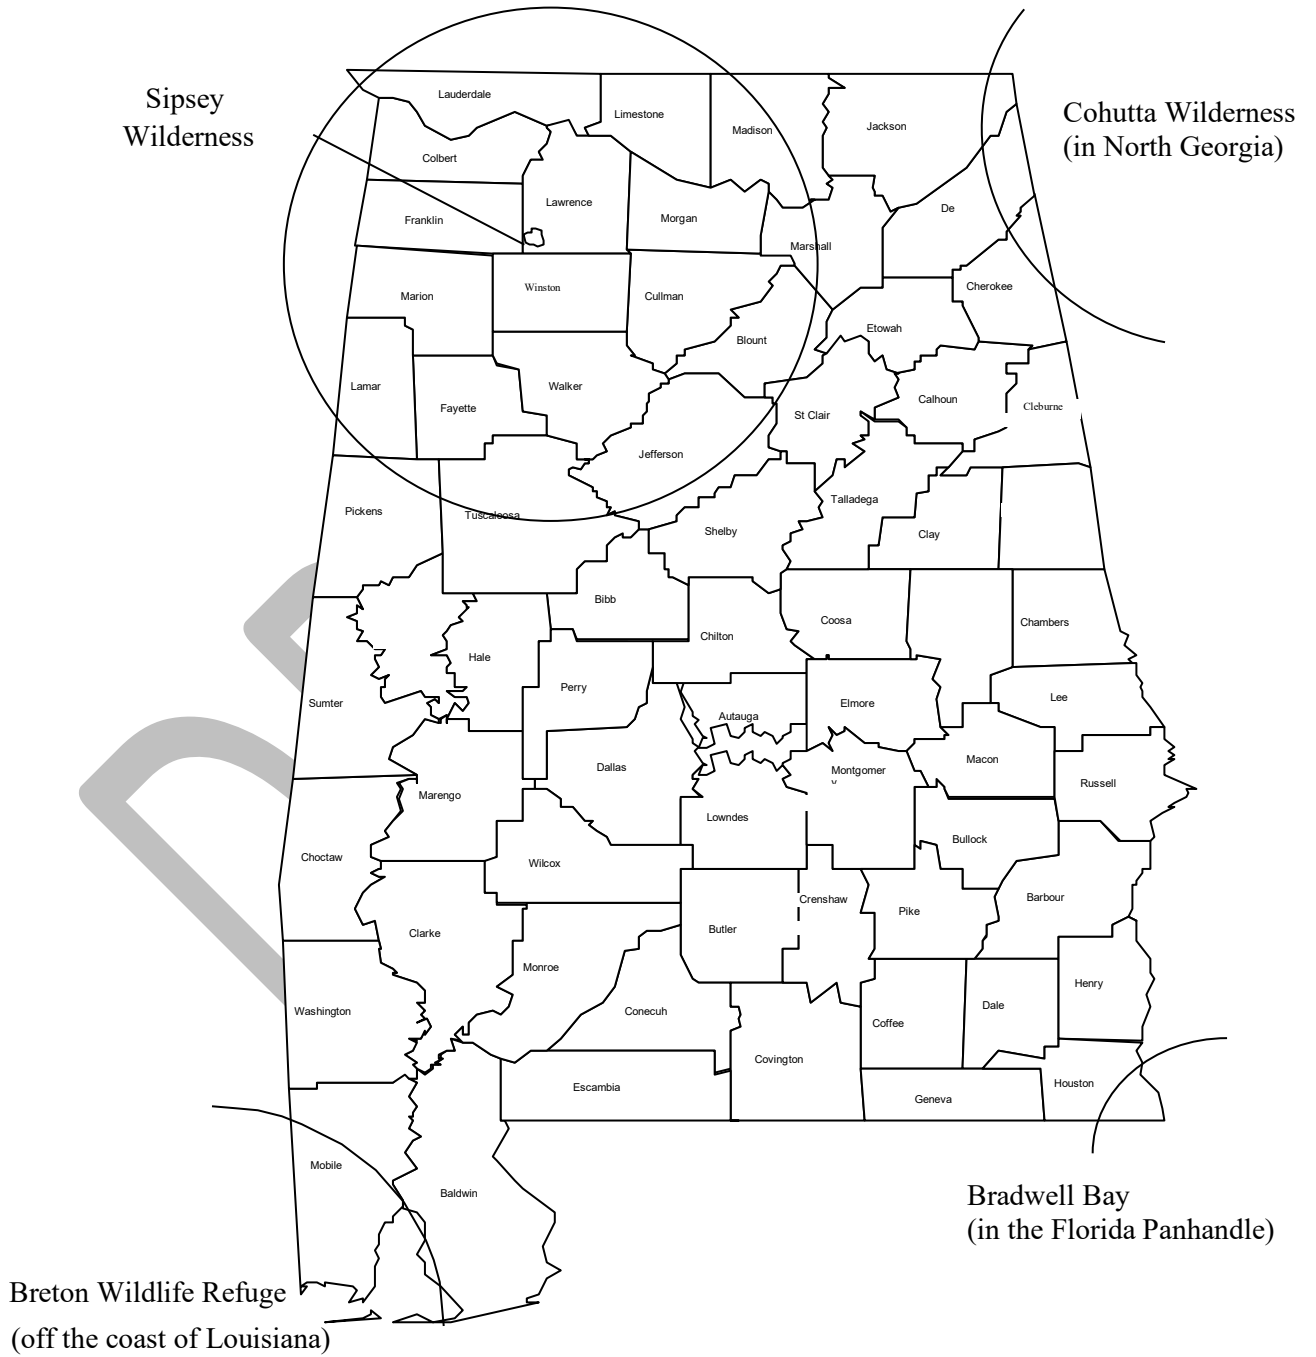 Sipsey
Wilderness
Cohutta Wilderness
(in North Georgia)
Lauderdale
Limestone
Madison
Jackson
Colbert
Lawrence
Franklin
Morgan
De
Marshall
Marion
Winston
Cullman
Cherokee
Etowah
Blount
Lamar
Fayette
Walker
St Clair
Calhoun
Cleburne
Jefferson
Pickens
Tuscaloosa
Shelby
Talladega
Clay
Bibb
Chilton
Coosa
Chambers
Hale
Perry
Sumter
Autauga
Elmore
Lee
Dallas
Montgomer
y
Macon
Russell
Marengo
Lowndes
Bullock
Choctaw
Wilcox
Crenshaw
Barbour
Pike
Clarke
Butler
Monroe
Henry
Washington
Conecuh
Coffee
Dale
Covington
Escambia
Geneva
Houston
Mobile
Baldwin
Bradwell Bay
(in the Florida Panhandle)
Breton Wildlife Refuge
(off the coast of Louisiana)